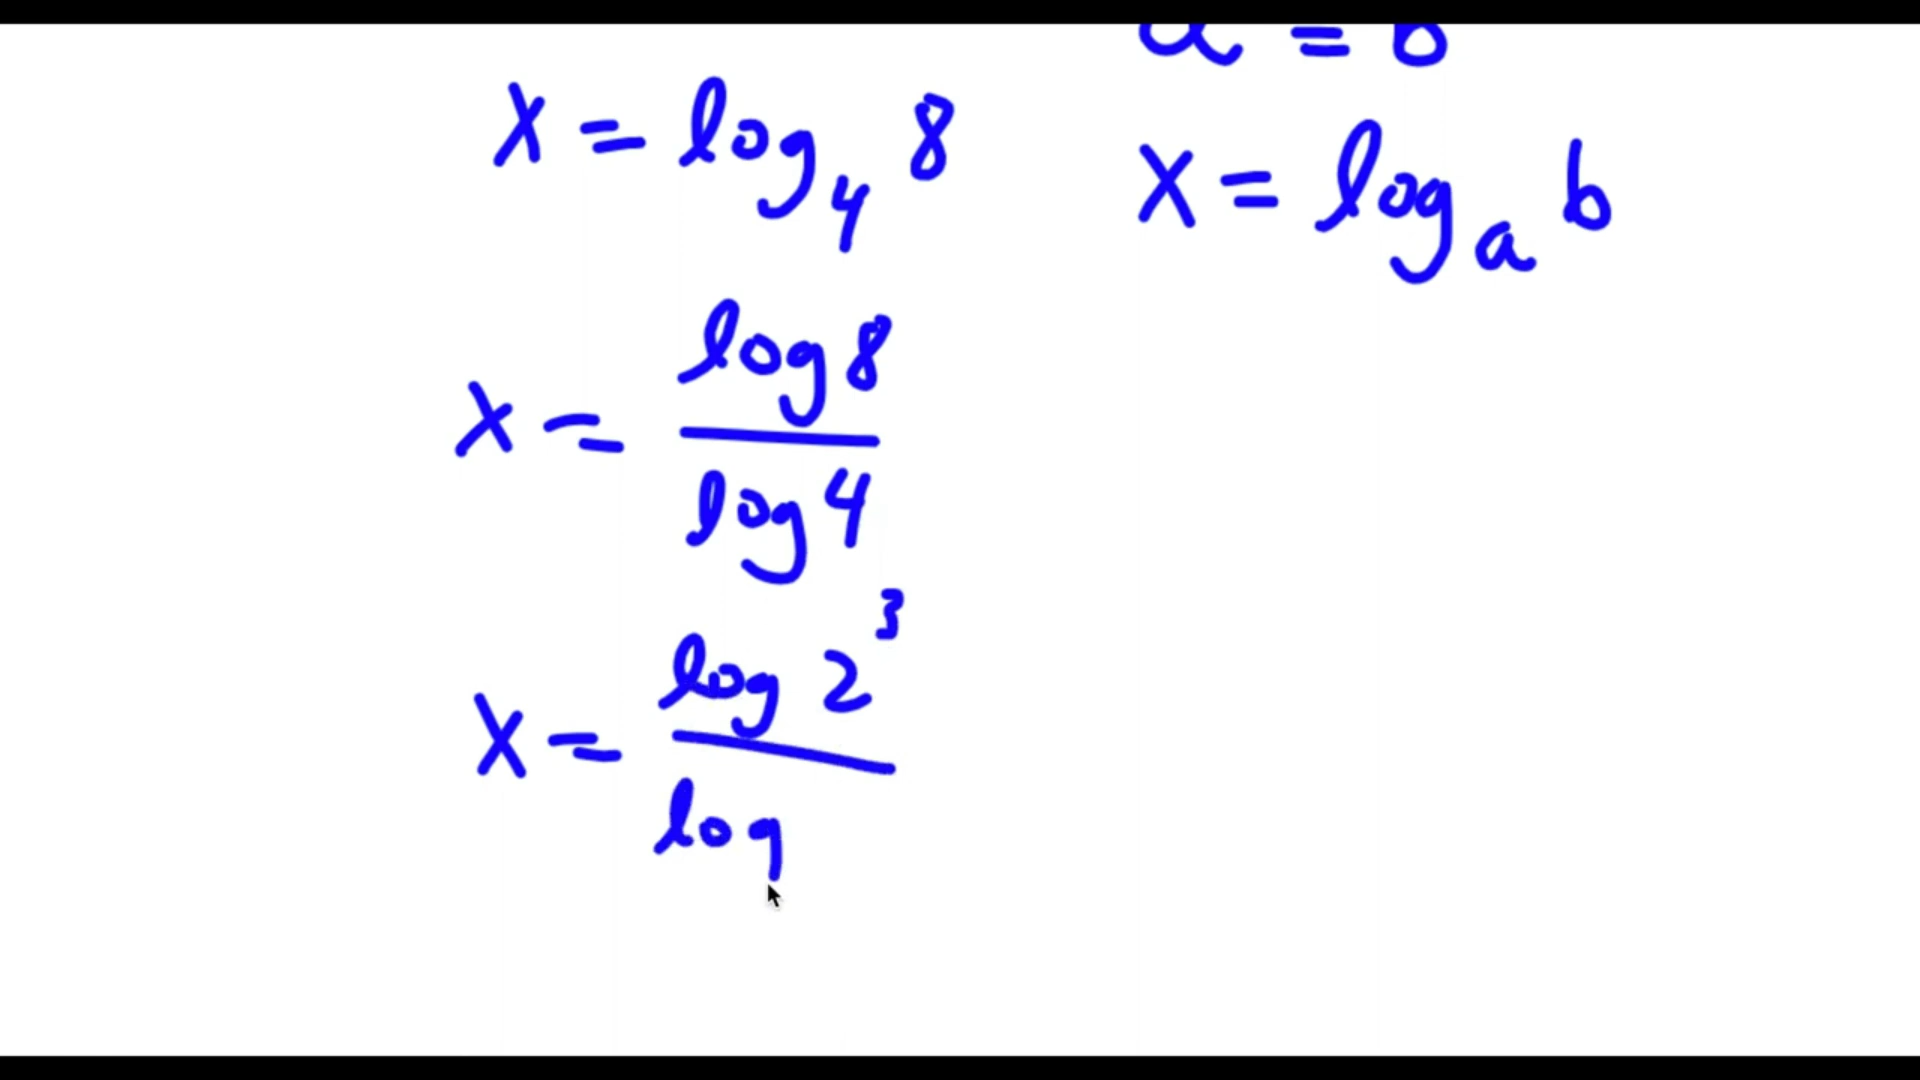 x = log₄ 8
x = log 8 / log 4
x = log 2³ / log
= b
x = logₐ b